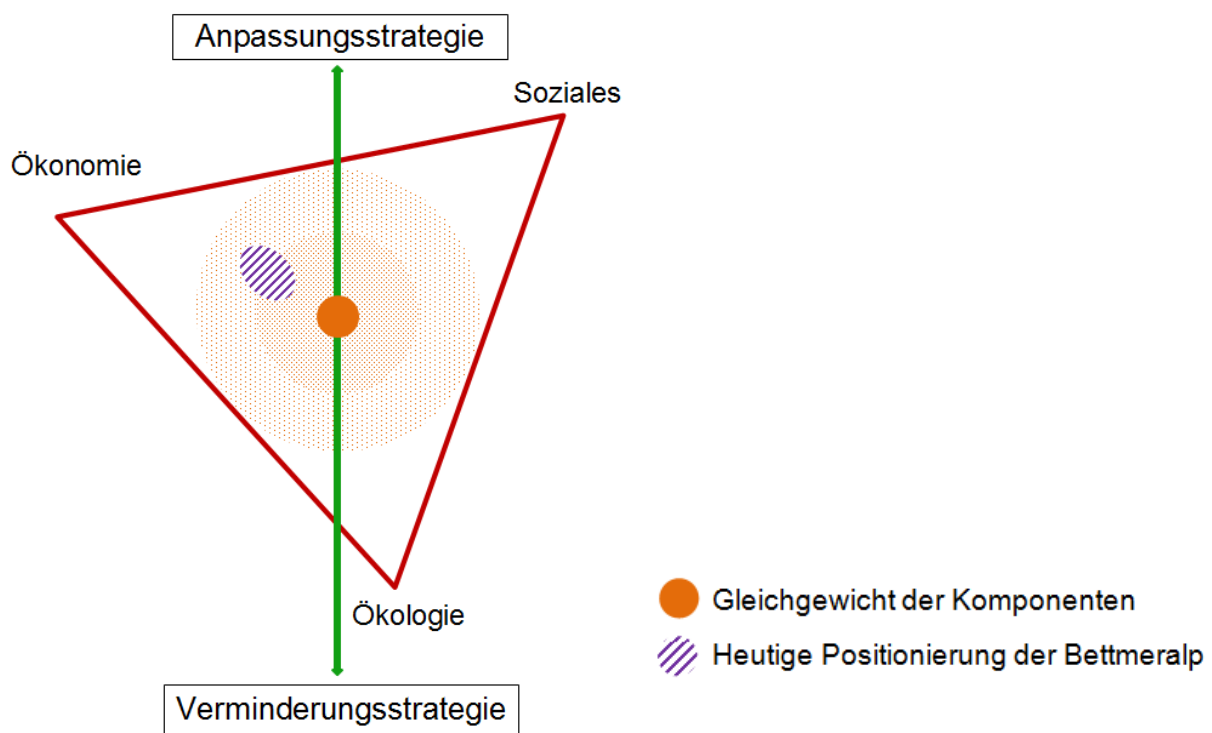 Anpassungsstrategie
Soziales
Ökonomie
Ökologie
Gleichgewicht der Komponenten
Heutige Positionierung der Bettmeralp
Verminderungsstrategie